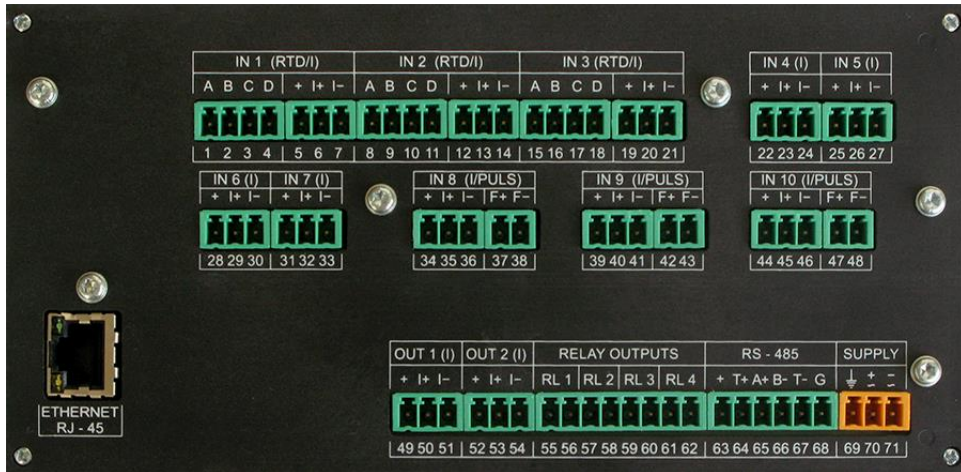 IN 1 (RTD/I) IN 2 (RTD/I) IN 3 (RTD/I) IN 4 (I) IN 5 (I)
A B C D + I+ I− A B C D + I+ I− A B C D + I+ I− + I+ I− + I+ I−
1 2 3 4 5 6 7 8 9 10 11 12 13 14 15 16 17 18 19 20 21 22 23 24 25 26 27
IN 6 (I) IN 7 (I) IN 8 (I/PULS) IN 9 (I/PULS) IN 10 (I/PULS)
+ I+ I− + I+ I− + I+ I− F+ F− + I+ I− F+ F− + I+ I− F+ F−
28 29 30 31 32 33 34 35 36 37 38 39 40 41 42 43 44 45 46 47 48
OUT 1 (I) OUT 2 (I) RELAY OUTPUTS RS - 485 SUPPLY
+ I+ I− + I+ I− RL 1 RL 2 RL 3 RL 4 + T+ A+ B- T- G
49 50 51 52 53 54 55 56 57 58 59 60 61 62 63 64 65 66 67 68 69 70 71
ETHERNET
RJ - 45